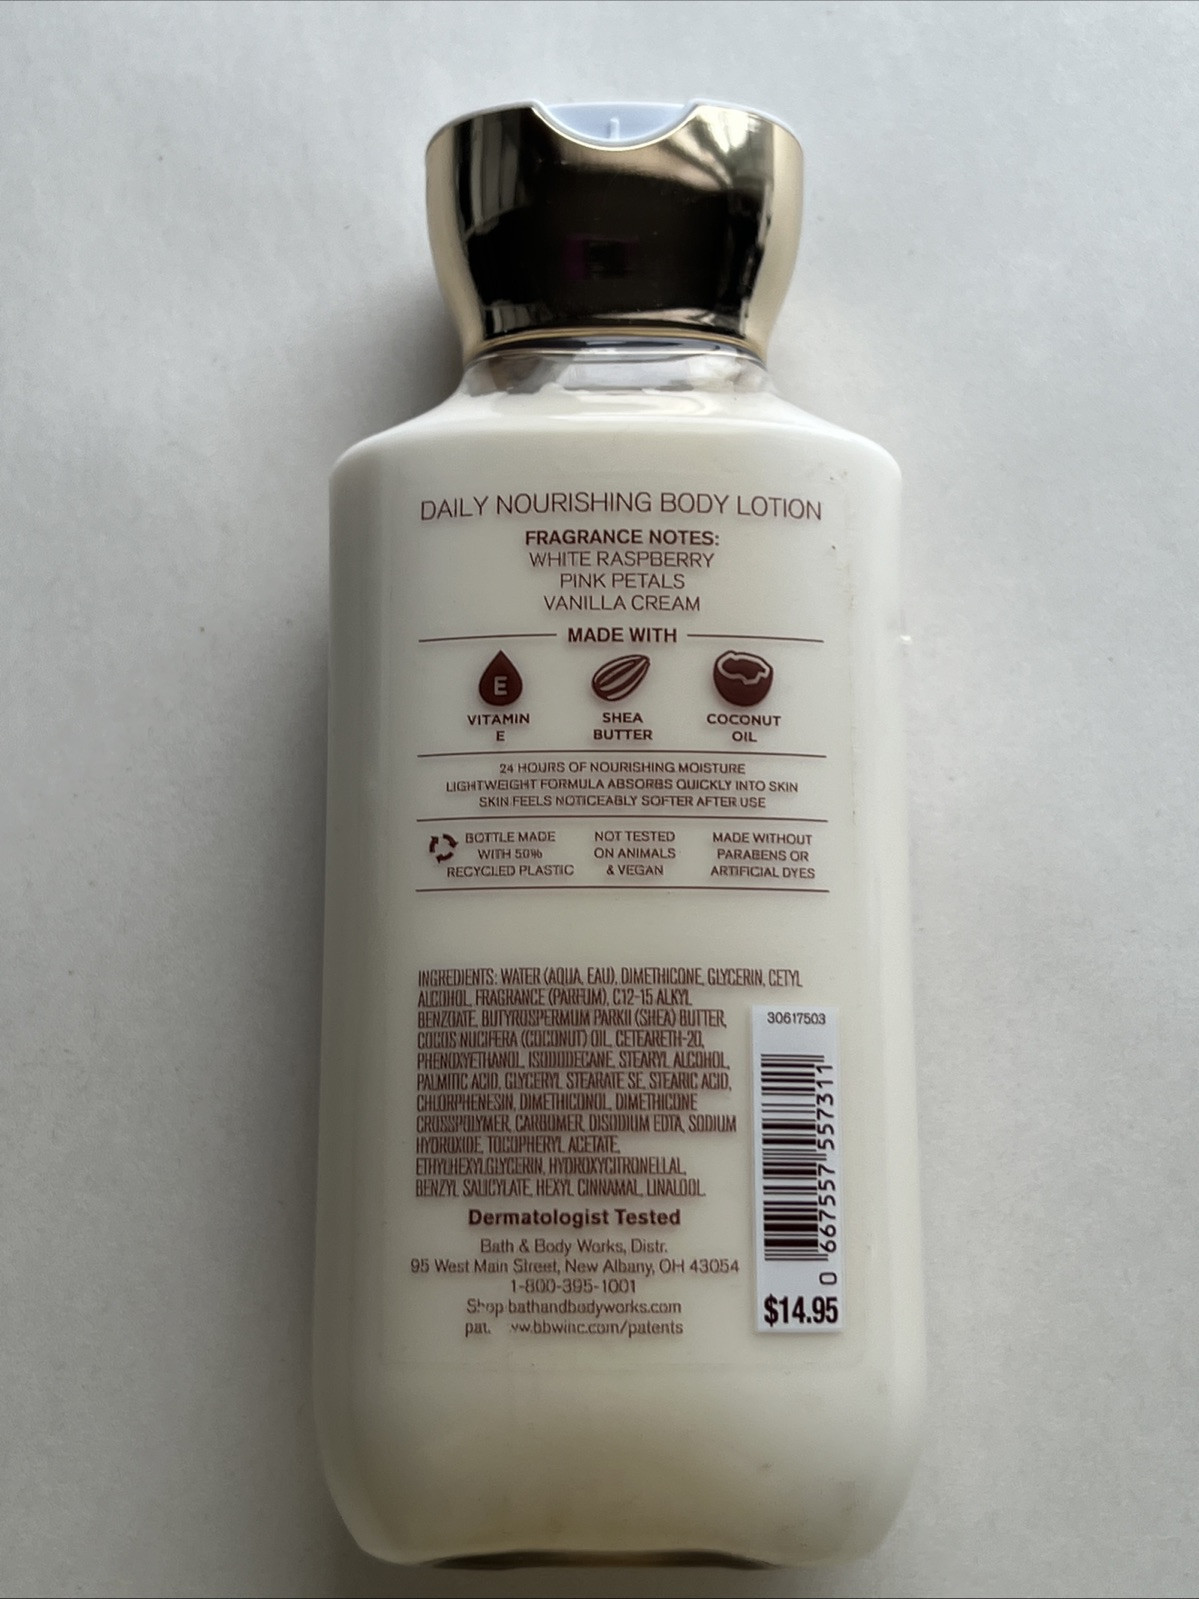 DAILY NOURISHING BODY LOTION
FRAGRANCE NOTES:
WHITE RASPBERRY
PINK PETALS
VANILLA CREAM
MADE WITH
E
VITAMIN
E
SHEA
BUTTER
COCONUT
OIL
24 HOURS OF NOURISHING MOISTURE
LIGHTWEIGHT FORMULA ABSORBS QUICKLY INTO SKIN
SKIN FEELS NOTICEABLY SOFTER AFTER USE
BOTTLE MADE
WITH 50%
RECYCLED PLASTIC
NOT TESTED
ON ANIMALS
& VEGAN
MADE WITHOUT
PARABENS OR
ARTIFICIAL DYES
INGREDIENTS: WATER (AQUA, EAU), DIMETHICONE, GLYCERIN, CETYL
ALCOHOL, FRAGRANCE (PARFUM), C12-15 ALKYL
BENZOATE, BUTYROSPERMUM PARKII (SHEA) BUTTER,
COCOS NUCIFERA (COCONUT) OIL, CETEARETH-20,
PHENOXYETHANOL, ISODODECANE, STEARYL ALCOHOL,
PALMITIC ACID, GLYCERYL STEARATE SE, STEARIC ACID,
CHLORPHENESIN, DIMETHICONOL, DIMETHICONE
CROSSPOLYMER, CARBOMER, DISODIUM EDTA, SODIUM
HYDROXIDE, TOCOPHERYL ACETATE,
ETHYLHEXYLGLYCERIN, HYDROXYCITRONELLAL,
BENZYL SALICYLATE, HEXYL CINNAMAL, LINALOOL.
Dermatologist Tested
Bath & Body Works, Distr.
95 West Main Street, New Albany, OH 43054
1-800-395-1001
Shop bathandbodyworks.com
pat. w.bbwinc.com/patents
30617503
0 667557 557311
$14.95